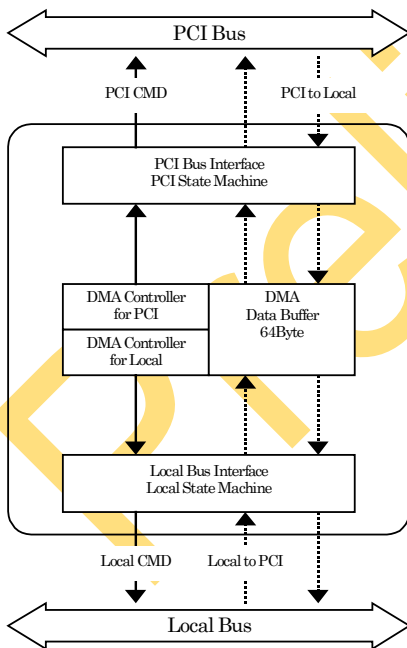 PCI Bus
PCI CMD
PCI to Local
PCI Bus Interface
PCI State Machine
DMA Controller
for PCI
DMA
Data Buffer
64Byte
DMA Controller
for Local
Local Bus Interface
Local State Machine
Local CMD
Local to PCI
Local Bus